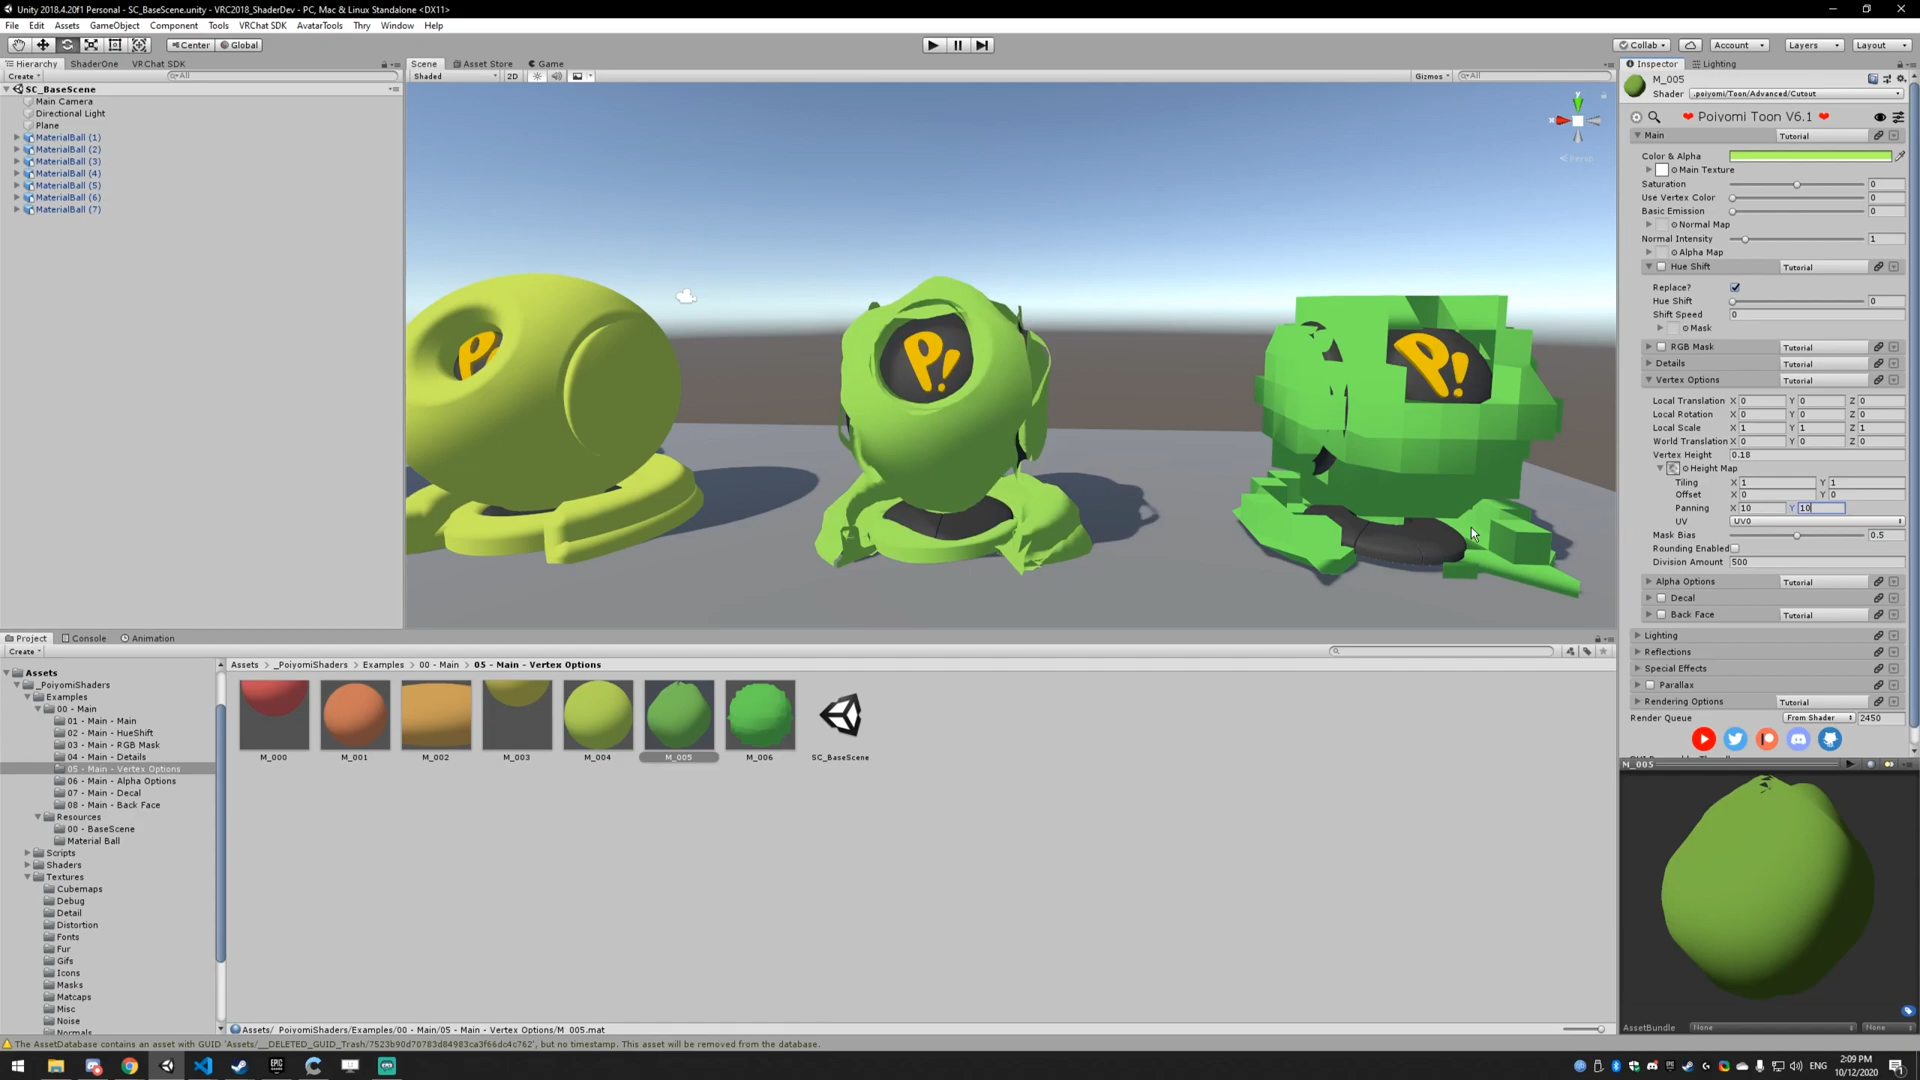 Unity 2018.4.20f1 Personal - SC_BaseScene.unity - VRC2018_ShaderDev - PC, Mac & Linux Standalone <DX11>
File Edit Assets GameObject Component Tools VRChat SDK AvatarTools Thry Window Help
Center Global Collab Account Layers Layout
Hierarchy ShaderOne VRChat SDK
Create All
SC_BaseScene
Main Camera
Directional Light
Plane
MaterialBall (1)
MaterialBall (2)
MaterialBall (3)
MaterialBall (4)
MaterialBall (5)
MaterialBall (6)
MaterialBall (7)
Scene Asset Store Game
Shaded 2D Gizmos All
y
x
Persp
P
P!
P!
Inspector Lighting
M_005
Shader .poiyomi/Toon/Advanced/Cutout
❤ Poiyomi Toon V6.1 ❤
Main Tutorial
Color & Alpha
Main Texture
Saturation 0
Use Vertex Color 0
Basic Emission 0
Normal Map
Normal Intensity 1
Alpha Map
Hue Shift Tutorial
Replace?
Hue Shift 0
Shift Speed 0
Mask
RGB Mask Tutorial
Details Tutorial
Vertex Options Tutorial
Local Translation X 0 Y 0 Z 0
Local Rotation X 0 Y 0 Z 0
Local Scale X 1 Y 1 Z 1
World Translation X 0 Y 0 Z 0
Vertex Height 0.18
Height Map
Tiling X 1 Y 1
Offset X 0 Y 0
Panning X 10 Y 10
UV UV0
Mask Bias 0.5
Rounding Enabled
Division Amount 500
Alpha Options Tutorial
Decal Tutorial
Back Face Tutorial
Lighting
Reflections
Special Effects
Parallax
Rendering Options Tutorial
Render Queue From Shader 2450
M_005
AssetBundle None None
Project Console Animation
Create
Assets
_PoiyomiShaders
Examples
00 - Main
01 - Main - Main
02 - Main - HueShift
03 - Main - RGB Mask
04 - Main - Details
05 - Main - Vertex Options
06 - Main - Alpha Options
07 - Main - Decal
08 - Main - Back Face
Resources
00 - BaseScene
Material Ball
Scripts
Shaders
Textures
Cubemaps
Debug
Detail
Distortion
Fonts
Fur
Gifs
Icons
Masks
Matcaps
Misc
Noise
Normals
Assets > _PoiyomiShaders > Examples > 00 - Main > 05 - Main - Vertex Options
M_000 M_001 M_002 M_003 M_004 M_005 M_006 SC_BaseScene
Assets/_PoiyomiShaders/Examples/00 - Main/05 - Main - Vertex Options/M_005.mat
The AssetDatabase contains an asset with GUID 'Assets/__DELETED_GUID_Trash/7523b90d70783d84983ca3f66dc4c762', but no timestamp. This asset will be removed from the database.
ENG
2:09 PM
10/12/2020